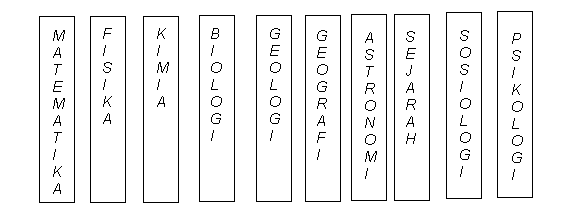 MATEMATIKA
FISIKA
KIMIA
BIOLOGI
GEOLOGI
GEOGRAFI
ASTRONOMI
SEJARAH
SOSIOLOGI
PSIKOLOGI